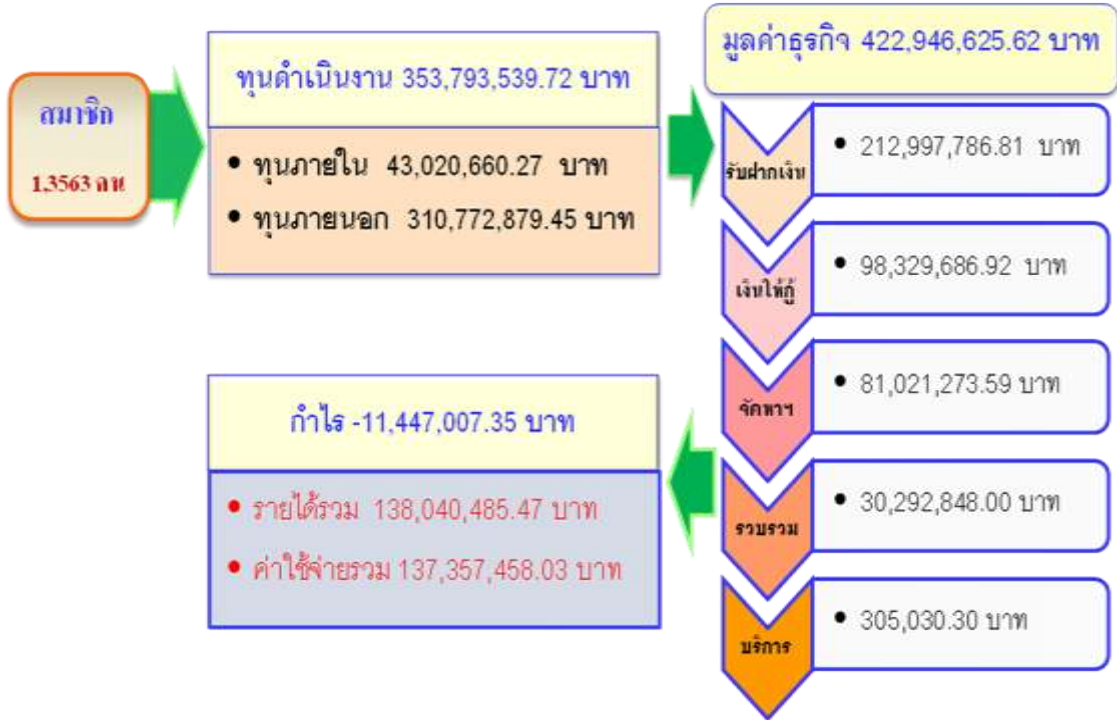 สมาชิก
1,3563 คน
ทุนดำเนินงาน 353,793,539.72 บาท
• ทุนภายใน 43,020,660.27 บาท
• ทุนภายนอก 310,772,879.45 บาท
มูลค่าธุรกิจ 422,946,625.62 บาท
รับฝากเงิน
• 212,997,786.81 บาท
เงินให้กู้
• 98,329,686.92 บาท
จัดหาฯ
• 81,021,273.59 บาท
รวบรวม
• 30,292,848.00 บาท
บริการ
• 305,030.30 บาท
กำไร -11,447,007.35 บาท
• รายได้รวม 138,040,485.47 บาท
• ค่าใช้จ่ายรวม 137,357,458.03 บาท